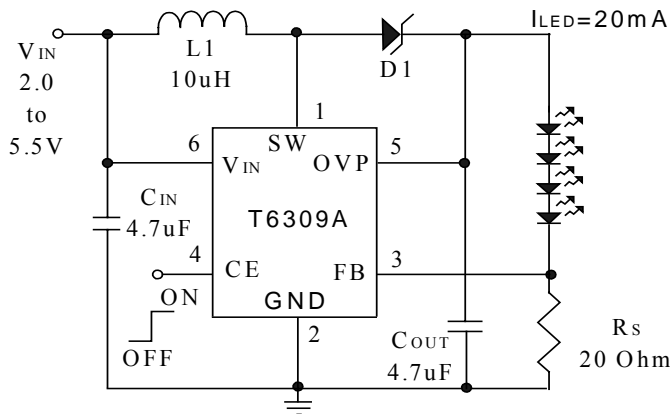 ILED=20mA
VIN
2.0
to
5.5V
L1
10uH
D1
1
SW
6
VIN
OVP
5
CIN
4.7uF
T6309A
4
CE
FB
3
ON
OFF
GND
2
COUT
4.7uF
RS
20 Ohm